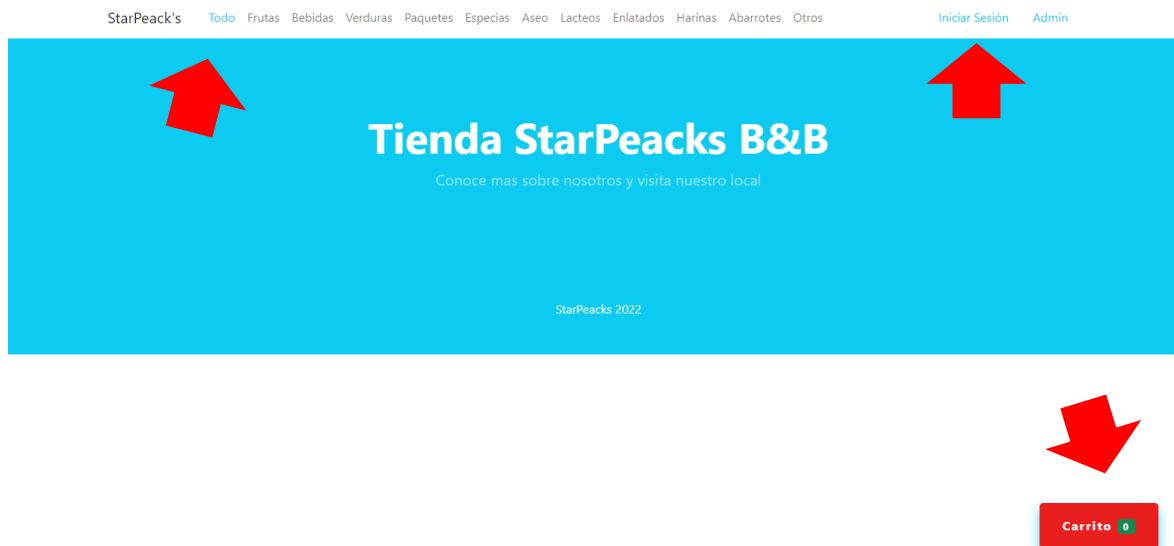 StarPeack's Todo Frutas Bebidas Verduras Paquetes Especias Aseo Lacteos Enlatados Harinas Abarrotes Otros Iniciar Sesión Admin
Tienda StarPeacks B&B
Conoce mas sobre nosotros y visita nuestro local
StarPeacks 2022
Carrito 0